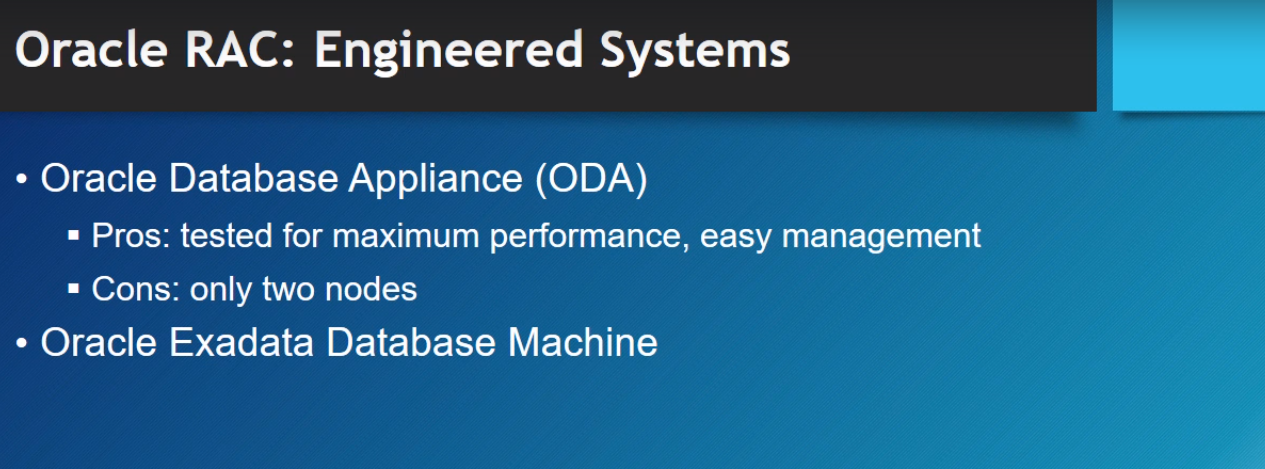 Oracle RAC: Engineered Systems
• Oracle Database Appliance (ODA)
▪ Pros: tested for maximum performance, easy management
▪ Cons: only two nodes
• Oracle Exadata Database Machine